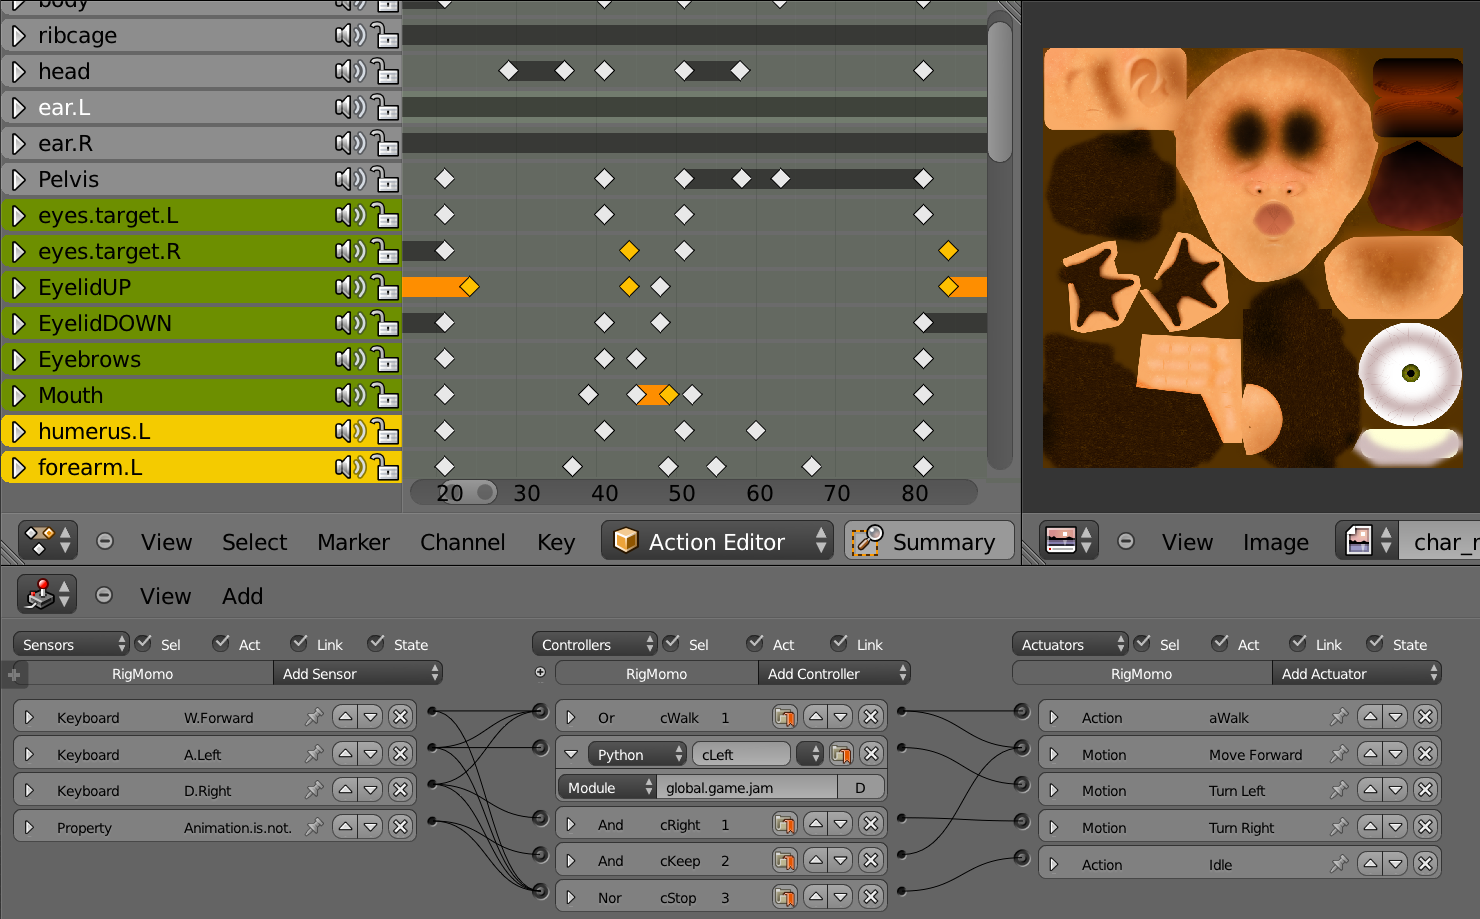 body
ribcage
head
ear.L
ear.R
Pelvis
eyes.target.L
eyes.target.R
EyelidUP
EyelidDOWN
Eyebrows
Mouth
humerus.L
forearm.L
20 30 40 50 60 70 80
View Select Marker Channel Key Action Editor Summary
View Image char_r
View Add
Sensors Sel Act Link State
RigMomo Add Sensor
Keyboard W.Forward
Keyboard A.Left
Keyboard D.Right
Property Animation.is.not.
Controllers Sel Act Link
RigMomo Add Controller
Or cWalk 1
Python cLeft
Module global.game.jam D
And cRight 1
And cKeep 2
Nor cStop 3
Actuators Sel Act Link State
RigMomo Add Actuator
Action aWalk
Motion Move Forward
Motion Turn Left
Motion Turn Right
Action Idle